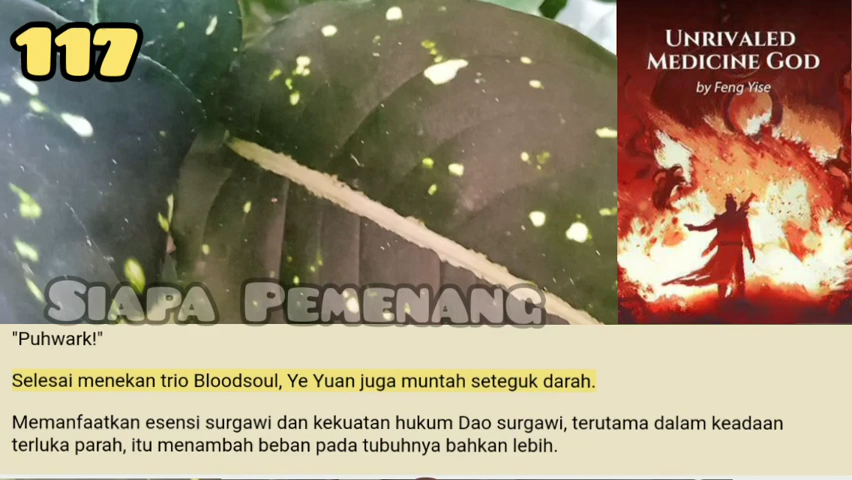 117
UNRIVALED
MEDICINE GOD
by Feng Yise
SIAPA PEMENANG
"Puhwark!"
Selesai menekan trio Bloodsoul, Ye Yuan juga muntah seteguk darah.
Memanfaatkan esensi surgawi dan kekuatan hukum Dao surgawi, terutama dalam keadaan
terluka parah, itu menambah beban pada tubuhnya bahkan lebih.